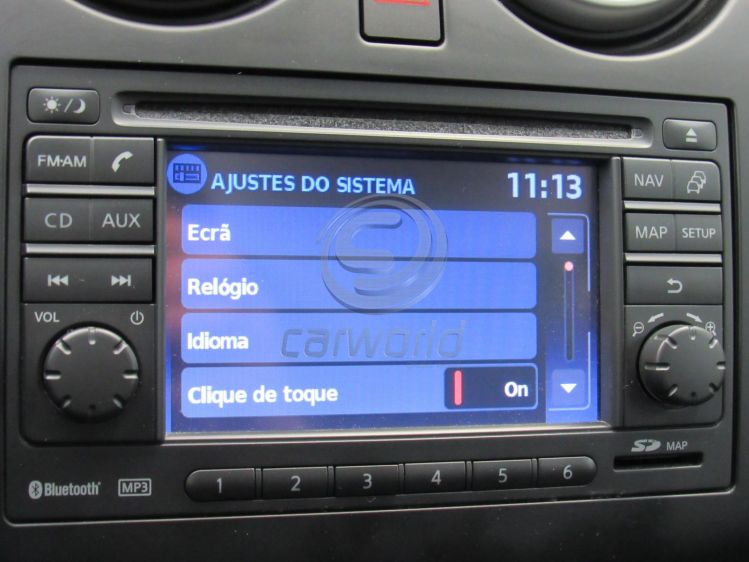 FM·AM
CD AUX
VOL
AJUSTES DO SISTEMA 11:13
Ecrã
Relógio
Idioma
Clique de toque On
carworld
NAV
MAP SETUP
Bluetooth® MP3
1 2 3 4 5 6
SD MAP